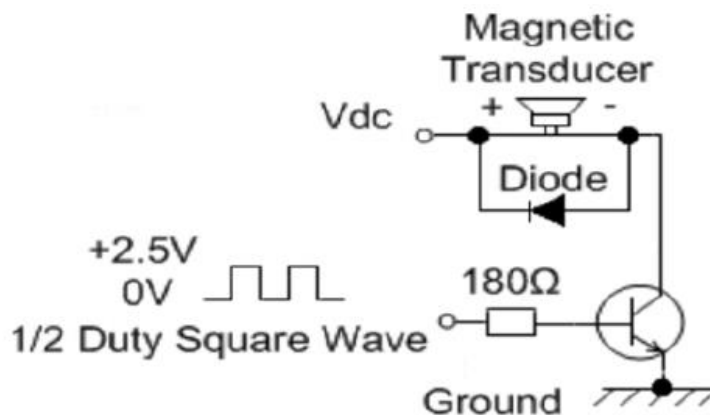 Magnetic
Transducer
+ -
Vdc
Diode
+2.5V
0V
180Ω
1/2 Duty Square Wave
Ground